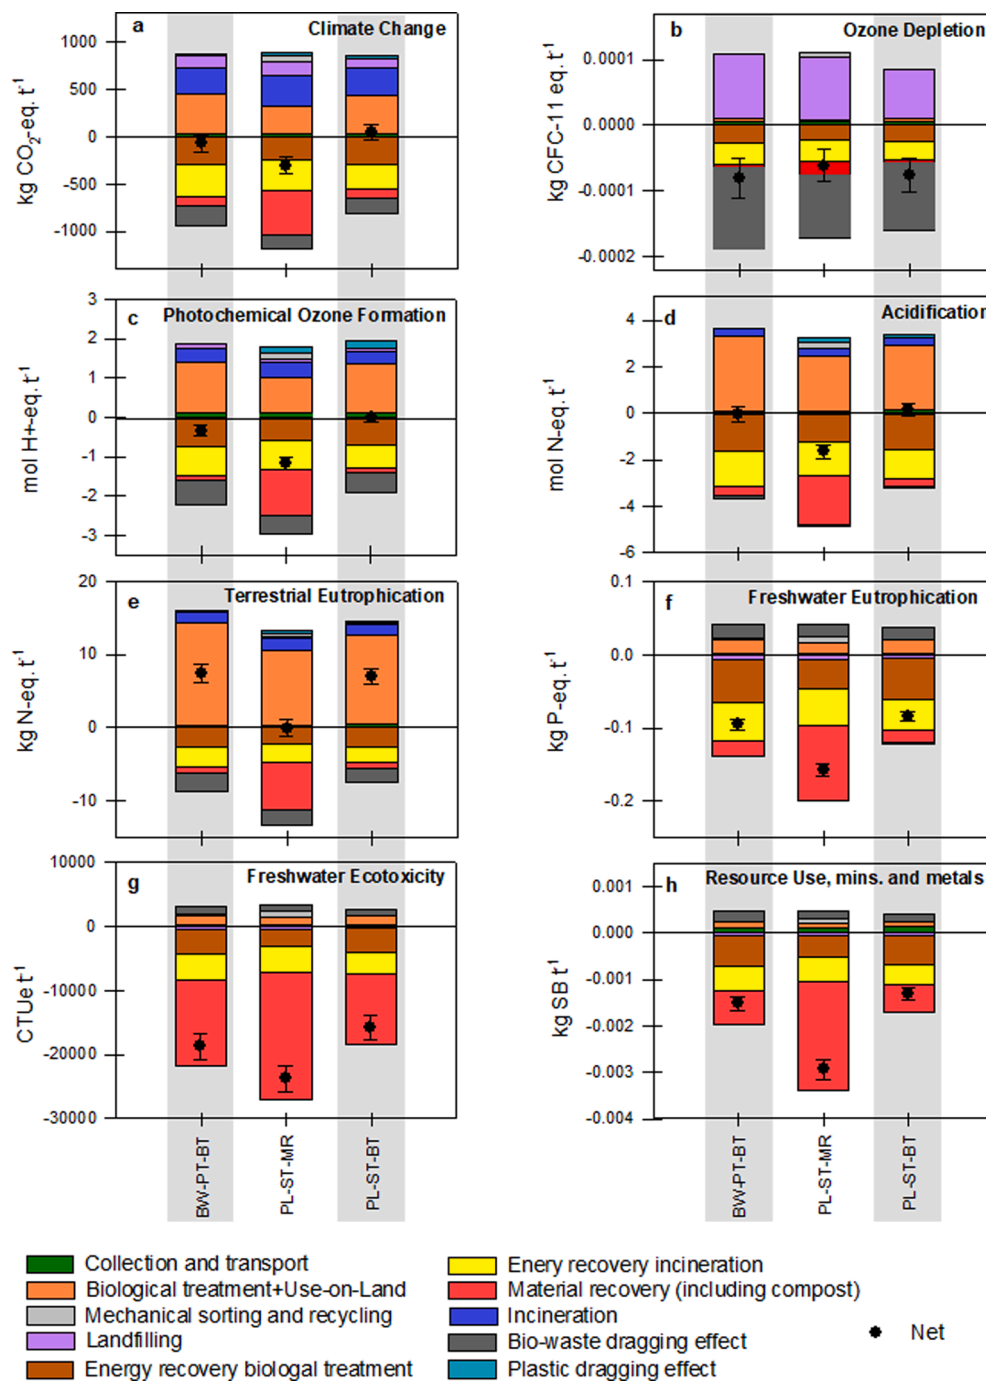 a Climate Change
kg CO2-eq. t-1
1000
500
0
-500
-1000
b Ozone Depletion
kg CFC-11 eq. t-1
0.0001
0.0000
-0.0001
-0.0002
c Photochemical Ozone Formation
mol H+-eq. t-1
3
2
1
0
-1
-2
-3
d Acidification
mol N-eq. t-1
4
2
0
-2
-4
-6
e Terrestrial Eutrophication
kg N-eq. t-1
20
10
0
-10
f Freshwater Eutrophication
kg P-eq. t-1
0.1
0.0
-0.1
-0.2
g Freshwater Ecotoxicity
CTUe t-1
10000
0
-10000
-20000
-30000
h Resource Use, mins. and metals
kg SB t-1
0.001
0.000
-0.001
-0.002
-0.003
-0.004
BW-PT-BT
PL-ST-MR
PL-ST-BT
BW-PT-BT
PL-ST-MR
PL-ST-BT
Collection and transport
Biological treatment+Use-on-Land
Mechanical sorting and recycling
Landfilling
Energy recovery biologal treatment
Enery recovery incineration
Material recovery (including compost)
Incineration
Bio-waste dragging effect
Plastic dragging effect
Net